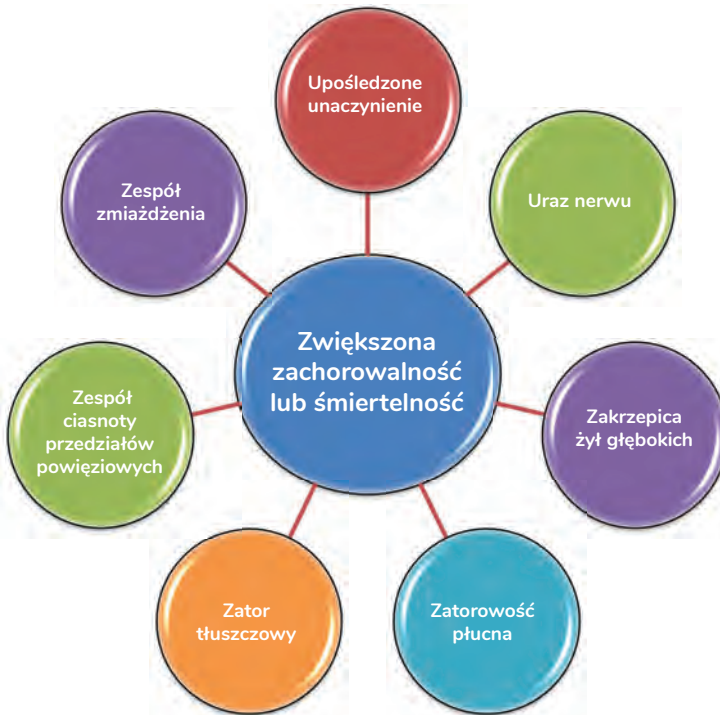 Upośledzone
unaczynienie
Uraz nerwu
Zakrzepica
żył głębokich
Zatorowość
płucna
Zator
tłuszczowy
Zespół
ciasnoty
przedziałów
powięziowych
Zespół
zmiażdżenia
Zwiększona
zachorowalność
lub śmiertelność